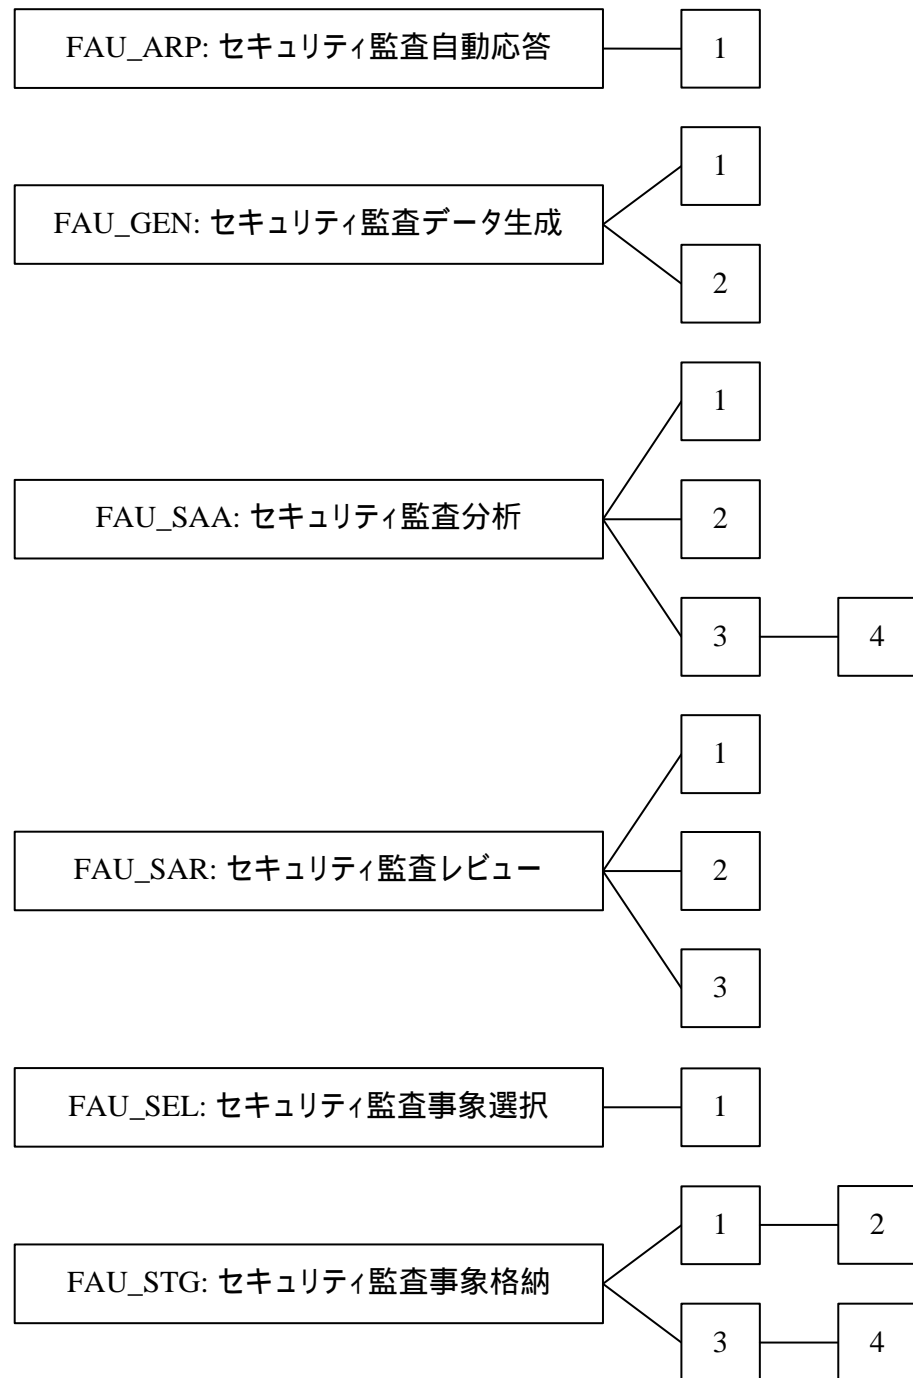 FAU_ARP: セキュリティ監査自動応答
1
FAU_GEN: セキュリティ監査データ生成
1
2
FAU_SAA: セキュリティ監査分析
1
2
3
4
FAU_SAR: セキュリティ監査レビュー
1
2
3
FAU_SEL: セキュリティ監査事象選択
1
FAU_STG: セキュリティ監査事象格納
1
2
3
4